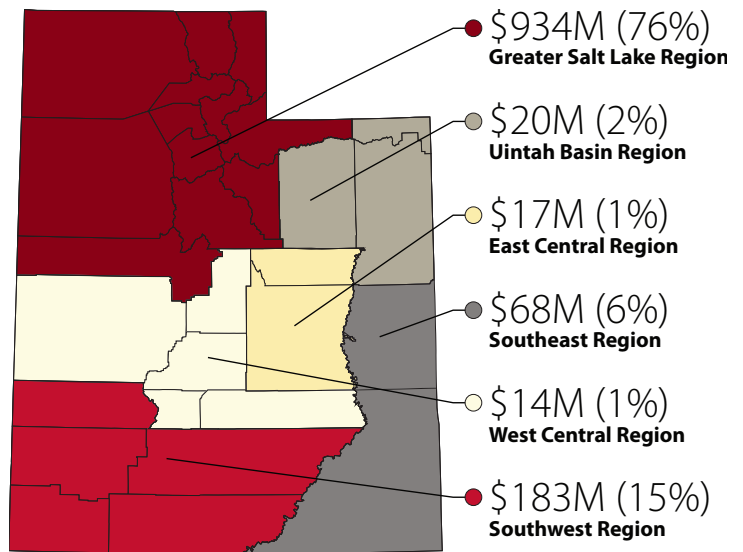 $934M (76%)
Greater Salt Lake Region
$20M (2%)
Uintah Basin Region
$17M (1%)
East Central Region
$68M (6%)
Southeast Region
$14M (1%)
West Central Region
$183M (15%)
Southwest Region